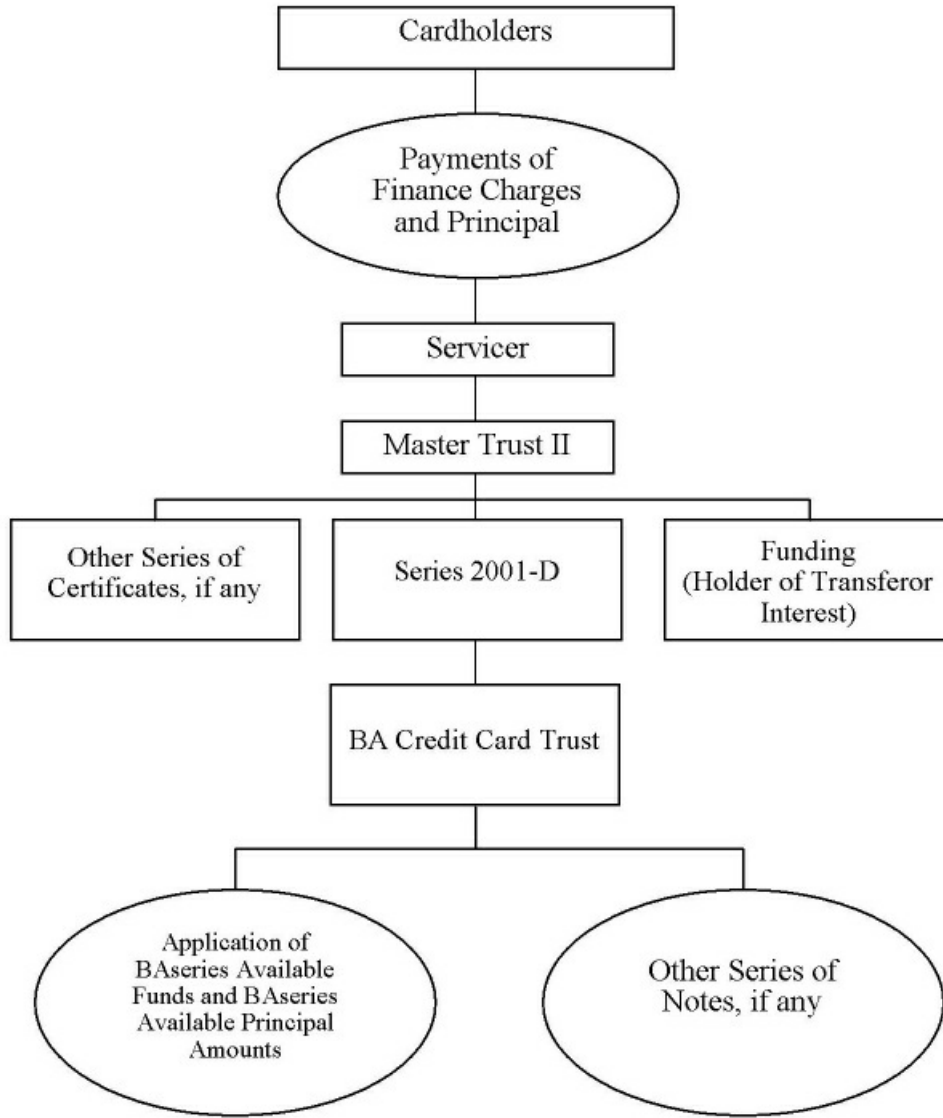 Cardholders
Payments of
Finance Charges
and Principal
Servicer
Master Trust II
Other Series of
Certificates, if any
Series 2001-D
Funding
(Holder of Transferor
Interest)
BA Credit Card Trust
Application of
BAseries Available
Funds and BAseries
Available Principal
Amounts
Other Series of
Notes, if any